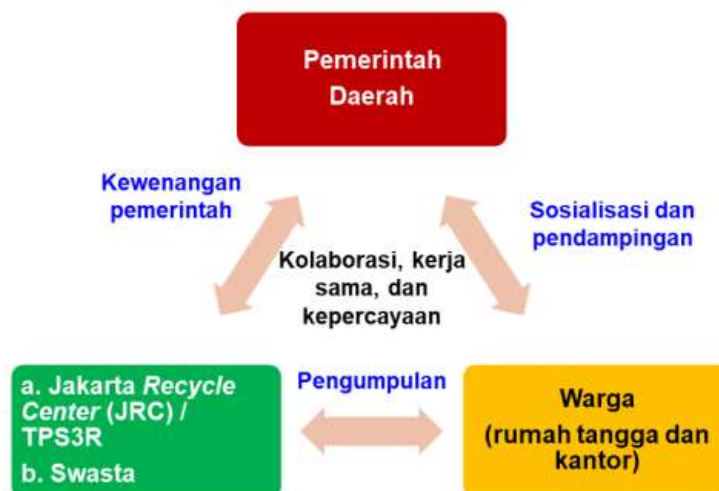 Pemerintah
Daerah
Kewenangan
pemerintah
Sosialisasi dan
pendampingan
Kolaborasi, kerja
sama, dan
kepercayaan
a. Jakarta Recycle
Center (JRC) /
TPS3R
b. Swasta
Pengumpulan
Warga
(rumah tangga dan
kantor)